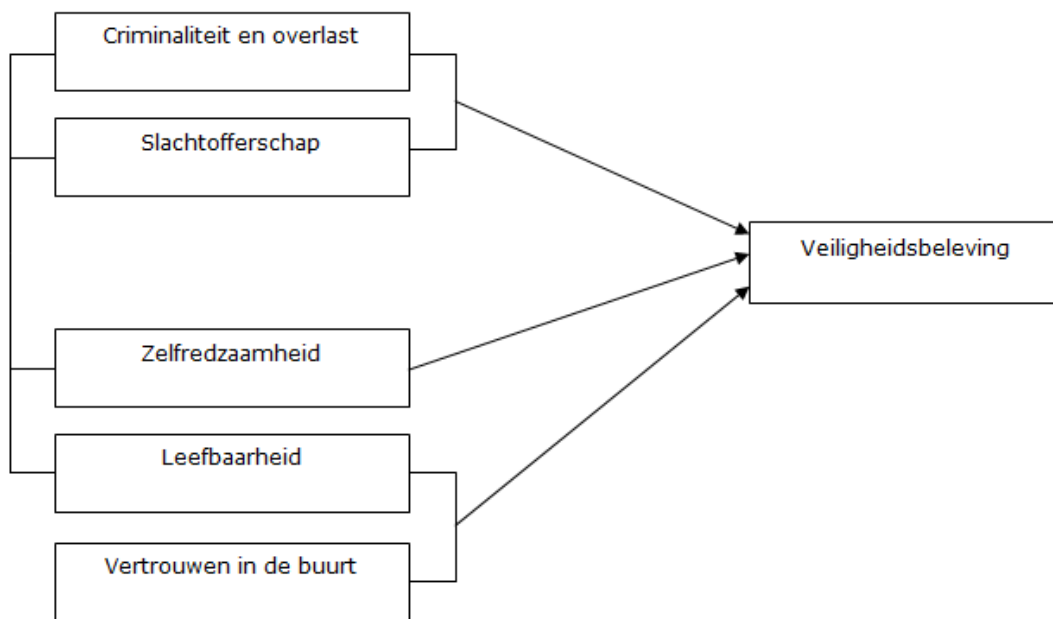 Criminaliteit en overlast
Slachtofferschap
Veiligheidsbeleving
Zelfredzaamheid
Leefbaarheid
Vertrouwen in de buurt